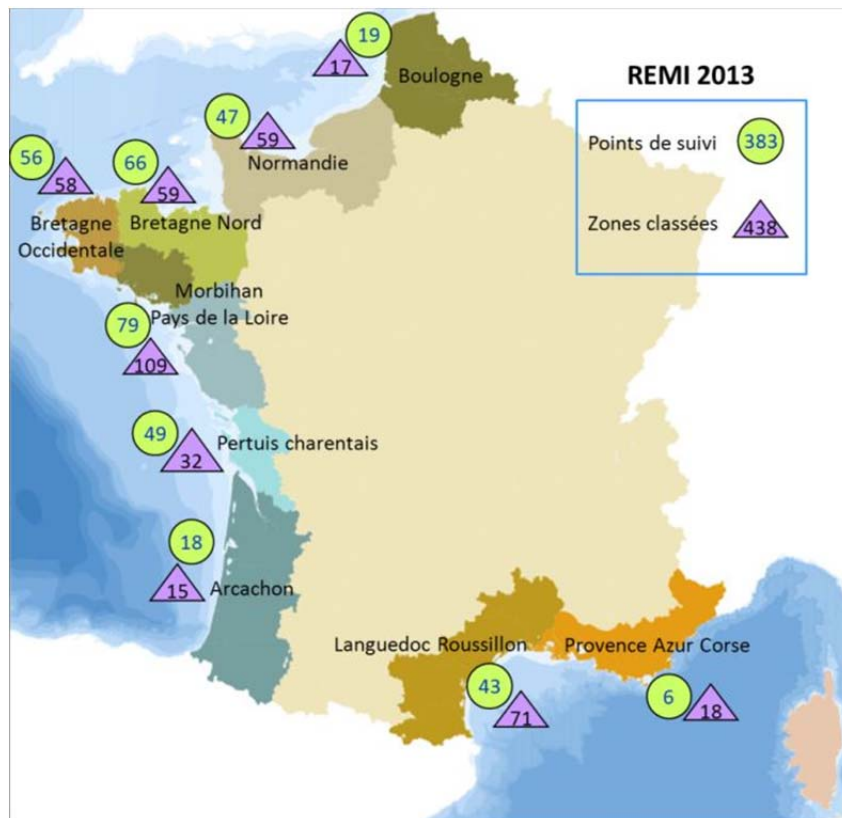 19
17
Boulogne
REMI 2013
Points de suivi 383
Zones classées 438
47
59
Normandie
56
58
66
59
Bretagne
Occidentale
Bretagne Nord
Morbihan
Pays de la Loire
79
109
49
32
Pertuis charentais
18
15
Arcachon
Languedoc Roussillon
43
71
Provence Azur Corse
6
18